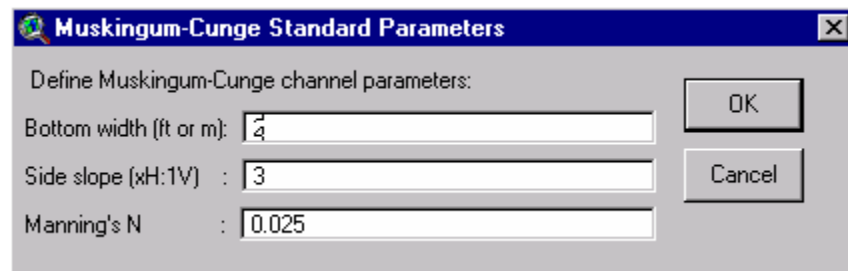 Muskingum-Cunge Standard Parameters
Define Muskingum-Cunge channel parameters:
OK
Bottom width (ft or m):
Side slope (xH:1V) : 3
Cancel
Manning's N : 0.025